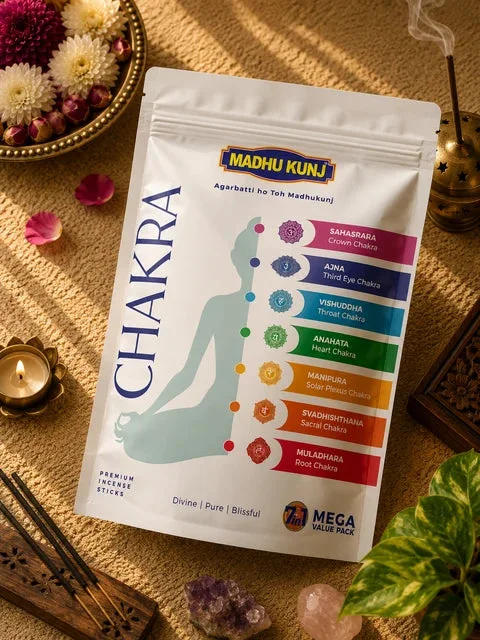 MADHU KUNJ
Agarbatti ho Toh Madhukunj
CHAKRA
SAHASRARA
Crown Chakra
AJNA
Third Eye Chakra
VISHUDDHA
Throat Chakra
ANAHATA
Heart Chakra
MANIPURA
Solar Plexus Chakra
SVADHISHTHANA
Sacral Chakra
MULADHARA
Root Chakra
PREMIUM
INCENSE
STICKS
Divine | Pure | Blissful
7in1
MEGA
VALUE PACK